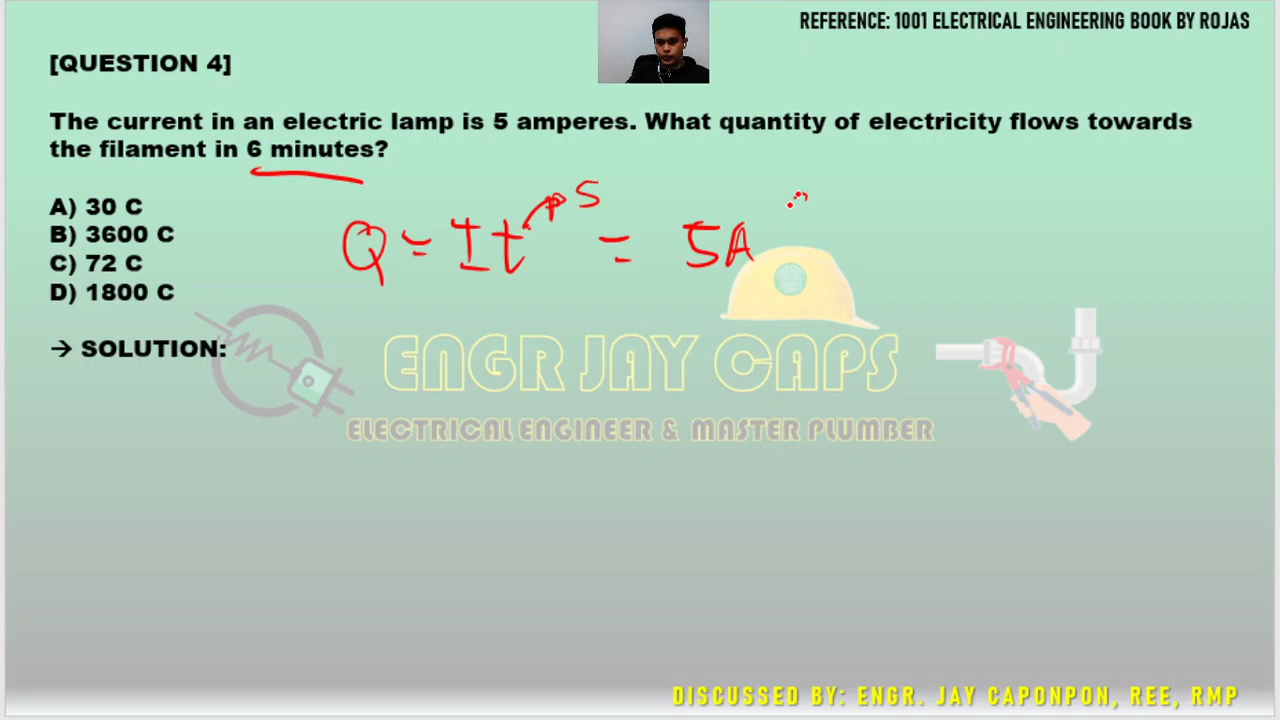 REFERENCE: 1001 ELECTRICAL ENGINEERING BOOK BY ROJAS
[QUESTION 4]
The current in an electric lamp is 5 amperes. What quantity of electricity flows towards
the filament in 6 minutes?
A) 30 C
B) 3600 C
C) 72 C
D) 1800 C
S
Q = I t = 5A
→ SOLUTION:
ENGR JAY CAPS
ELECTRICAL ENGINEER & MASTER PLUMBER
DISCUSSED BY: ENGR. JAY CAPONPON, REE, RMP